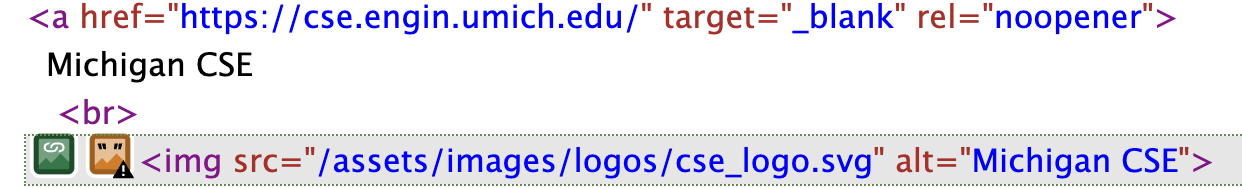 <a href="https://cse.engin.umich.edu/" target="_blank" rel="noopener">
Michigan CSE
<br>
<img src="/assets/images/logos/cse_logo.svg" alt="Michigan CSE">